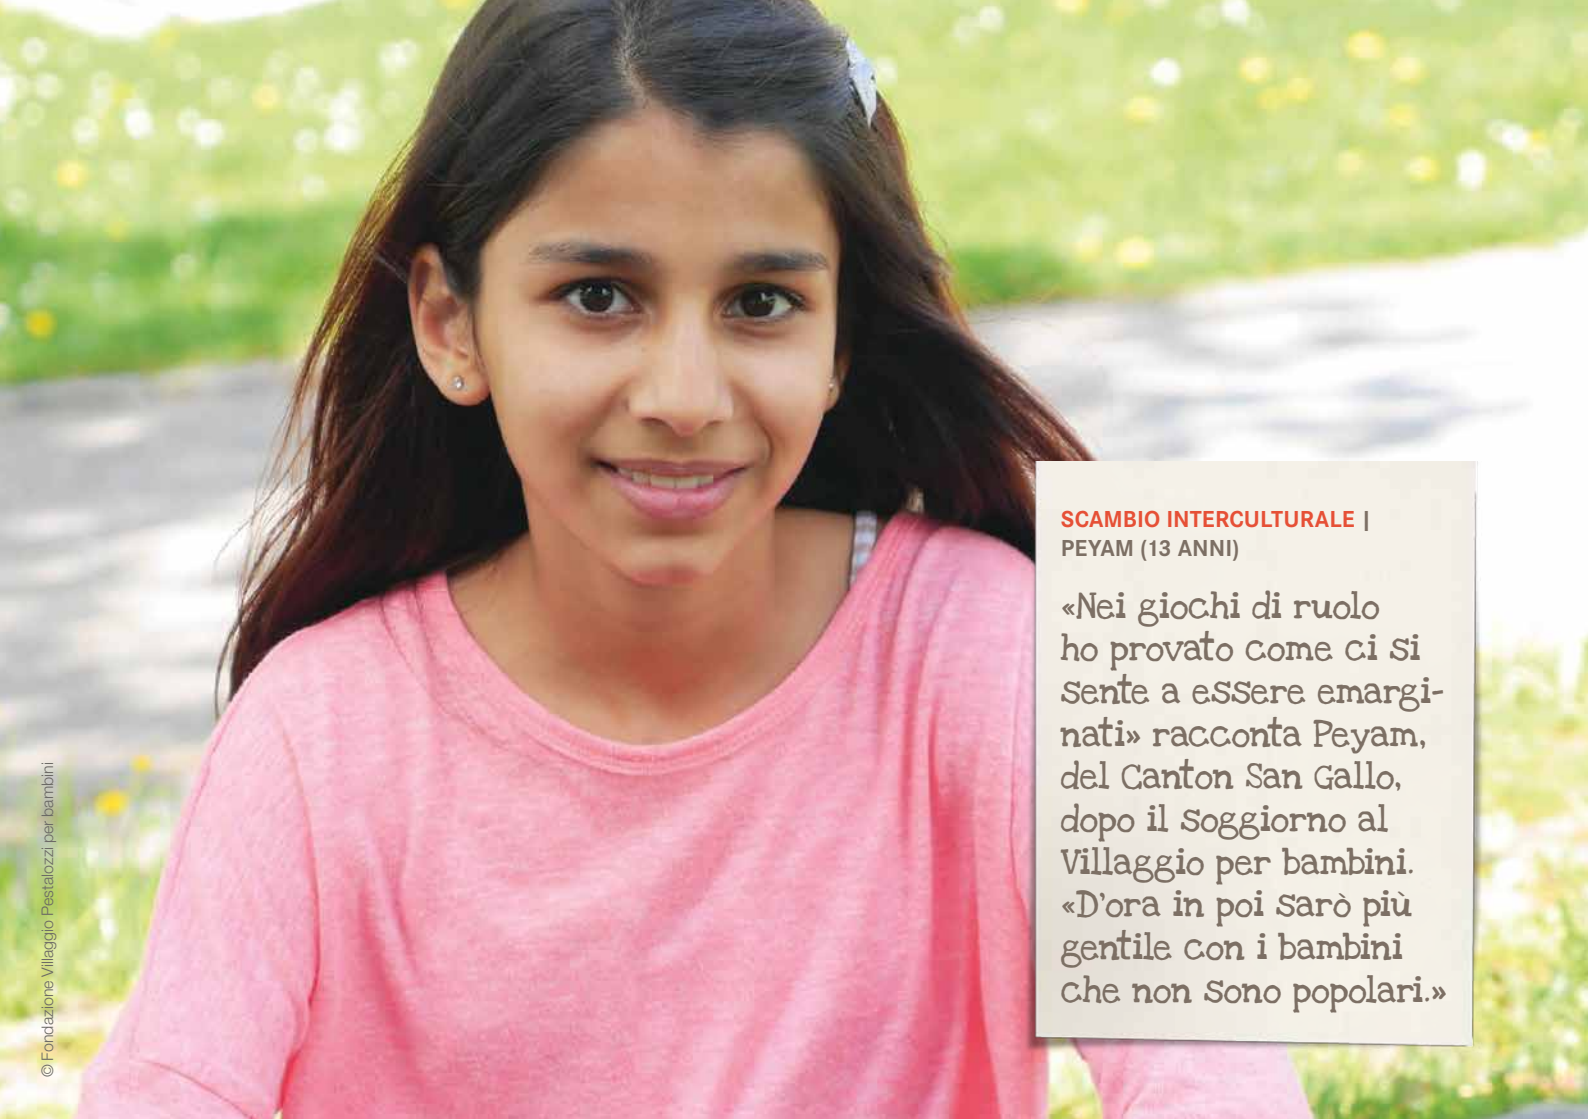 SCAMBIO INTERCULTURALE |
PEYAM (13 ANNI)
«Nei giochi di ruolo
ho provato come ci si
sente a essere emargi-
nati» racconta Peyam,
del Canton San Gallo,
dopo il soggiorno al
Villaggio per bambini.
«D’ora in poi sarò più
gentile con i bambini
che non sono popolari.»
© Fondazione Villaggio Pestalozzi per bambini